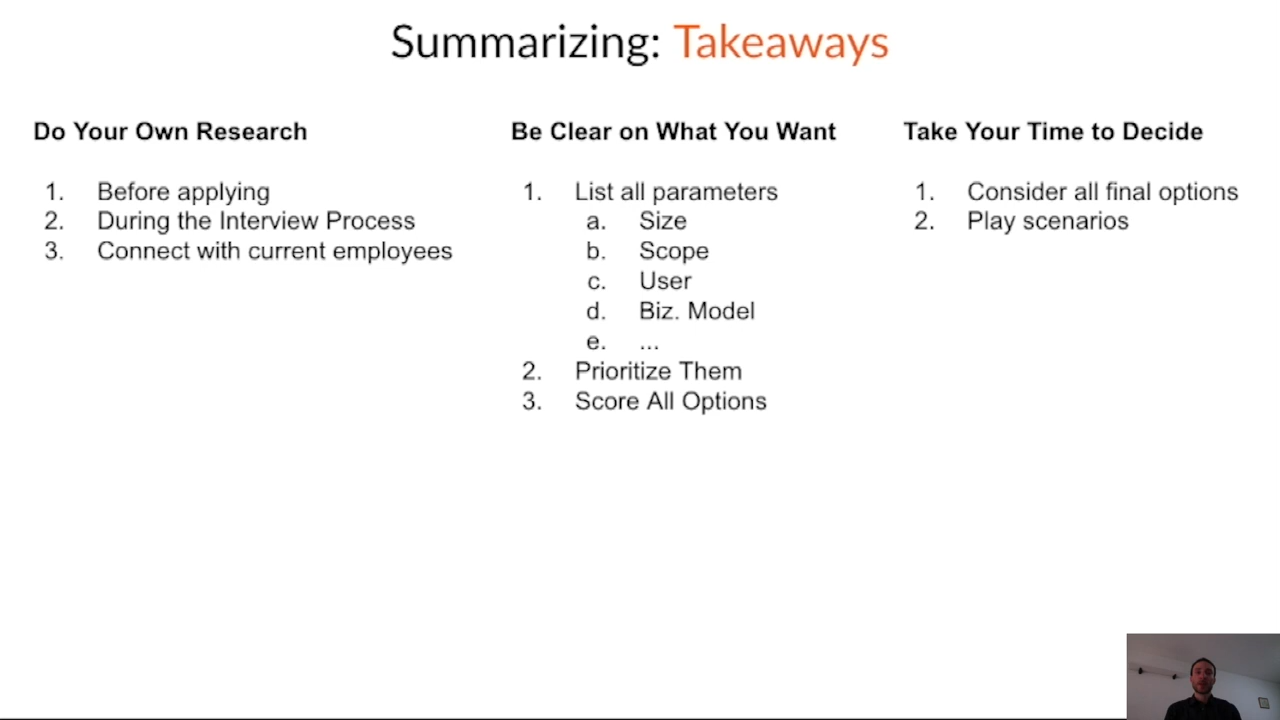 Summarizing: Takeaways
Do Your Own Research
1. Before applying
2. During the Interview Process
3. Connect with current employees
Be Clear on What You Want
1. List all parameters
a. Size
b. Scope
c. User
d. Biz. Model
e. ...
2. Prioritize Them
3. Score All Options
Take Your Time to Decide
1. Consider all final options
2. Play scenarios